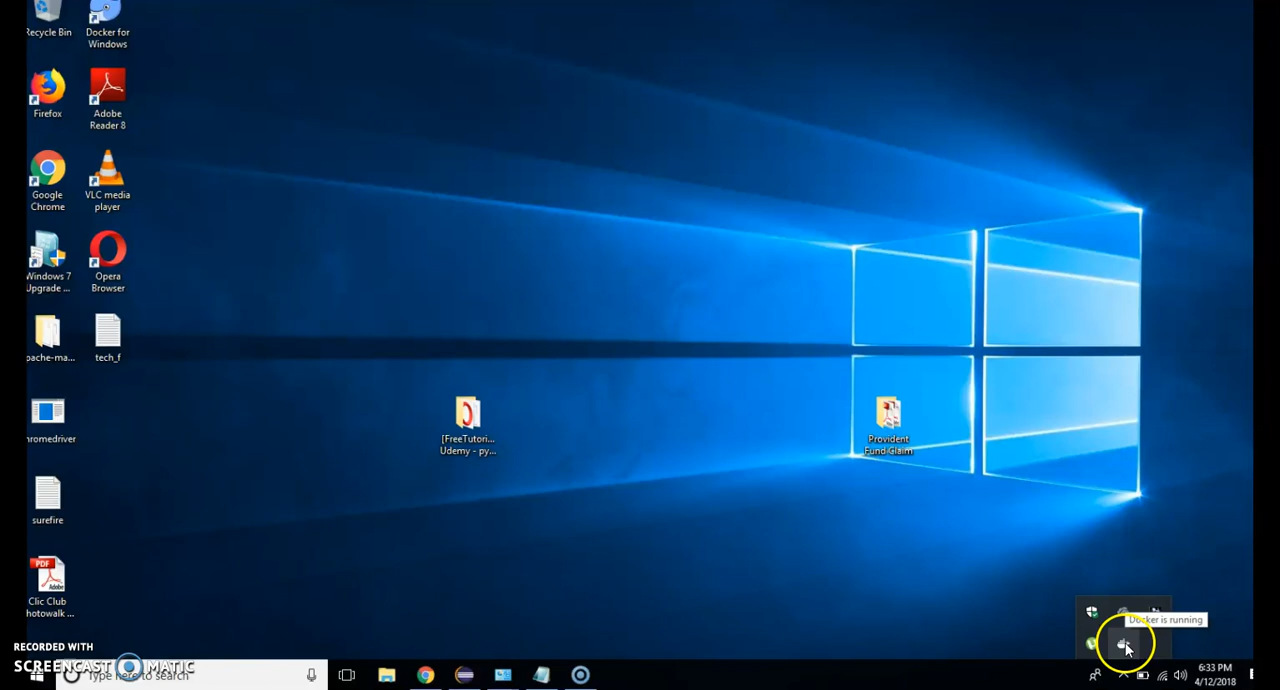 Recycle Bin
Docker for
Windows
Firefox
Adobe
Reader 8
Google
Chrome
VLC media
player
Windows 7
Upgrade ...
Opera
Browser
pache-ma...
tech_f
hromedriver
[FreeTutori...
Udemy - py...
Provident
Fund Claim
surefire
PDF
Adobe
Clic Club
hotowalk ...
Docker is running
RECORDED WITH
SCREENCAST MATIC
Type here to search
6:33 PM
4/12/2018